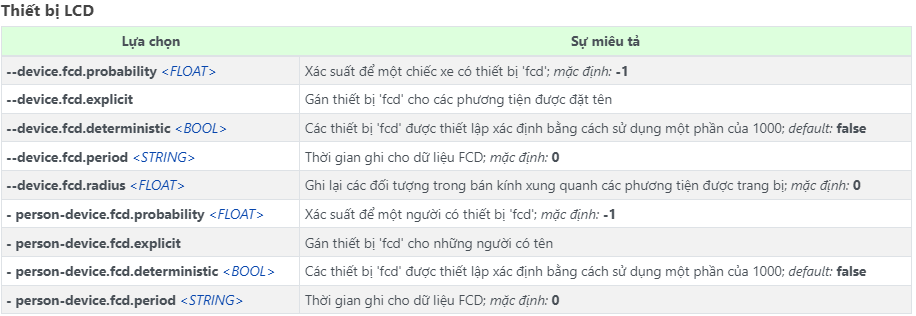 Thiết bị LCD
Lựa chọn Sự miêu tả
--device.fcd.probability <FLOAT> Xác suất để một chiếc xe có thiết bị 'fcd'; mặc định: -1
--device.fcd.explicit Gán thiết bị 'fcd' cho các phương tiện được đặt tên
--device.fcd.deterministic <BOOL> Các thiết bị 'fcd' được thiết lập xác định bằng cách sử dụng một phần của 1000; default: false
--device.fcd.period <STRING> Thời gian ghi cho dữ liệu FCD; mặc định: 0
--device.fcd.radius <FLOAT> Ghi lại các đối tượng trong bán kính xung quanh các phương tiện được trang bị; mặc định: 0
- person-device.fcd.probability <FLOAT> Xác suất để một người có thiết bị 'fcd'; mặc định: -1
- person-device.fcd.explicit Gán thiết bị 'fcd' cho những người có tên
- person-device.fcd.deterministic <BOOL> Các thiết bị 'fcd' được thiết lập xác định bằng cách sử dụng một phần của 1000; default: false
- person-device.fcd.period <STRING> Thời gian ghi cho dữ liệu FCD; mặc định: 0